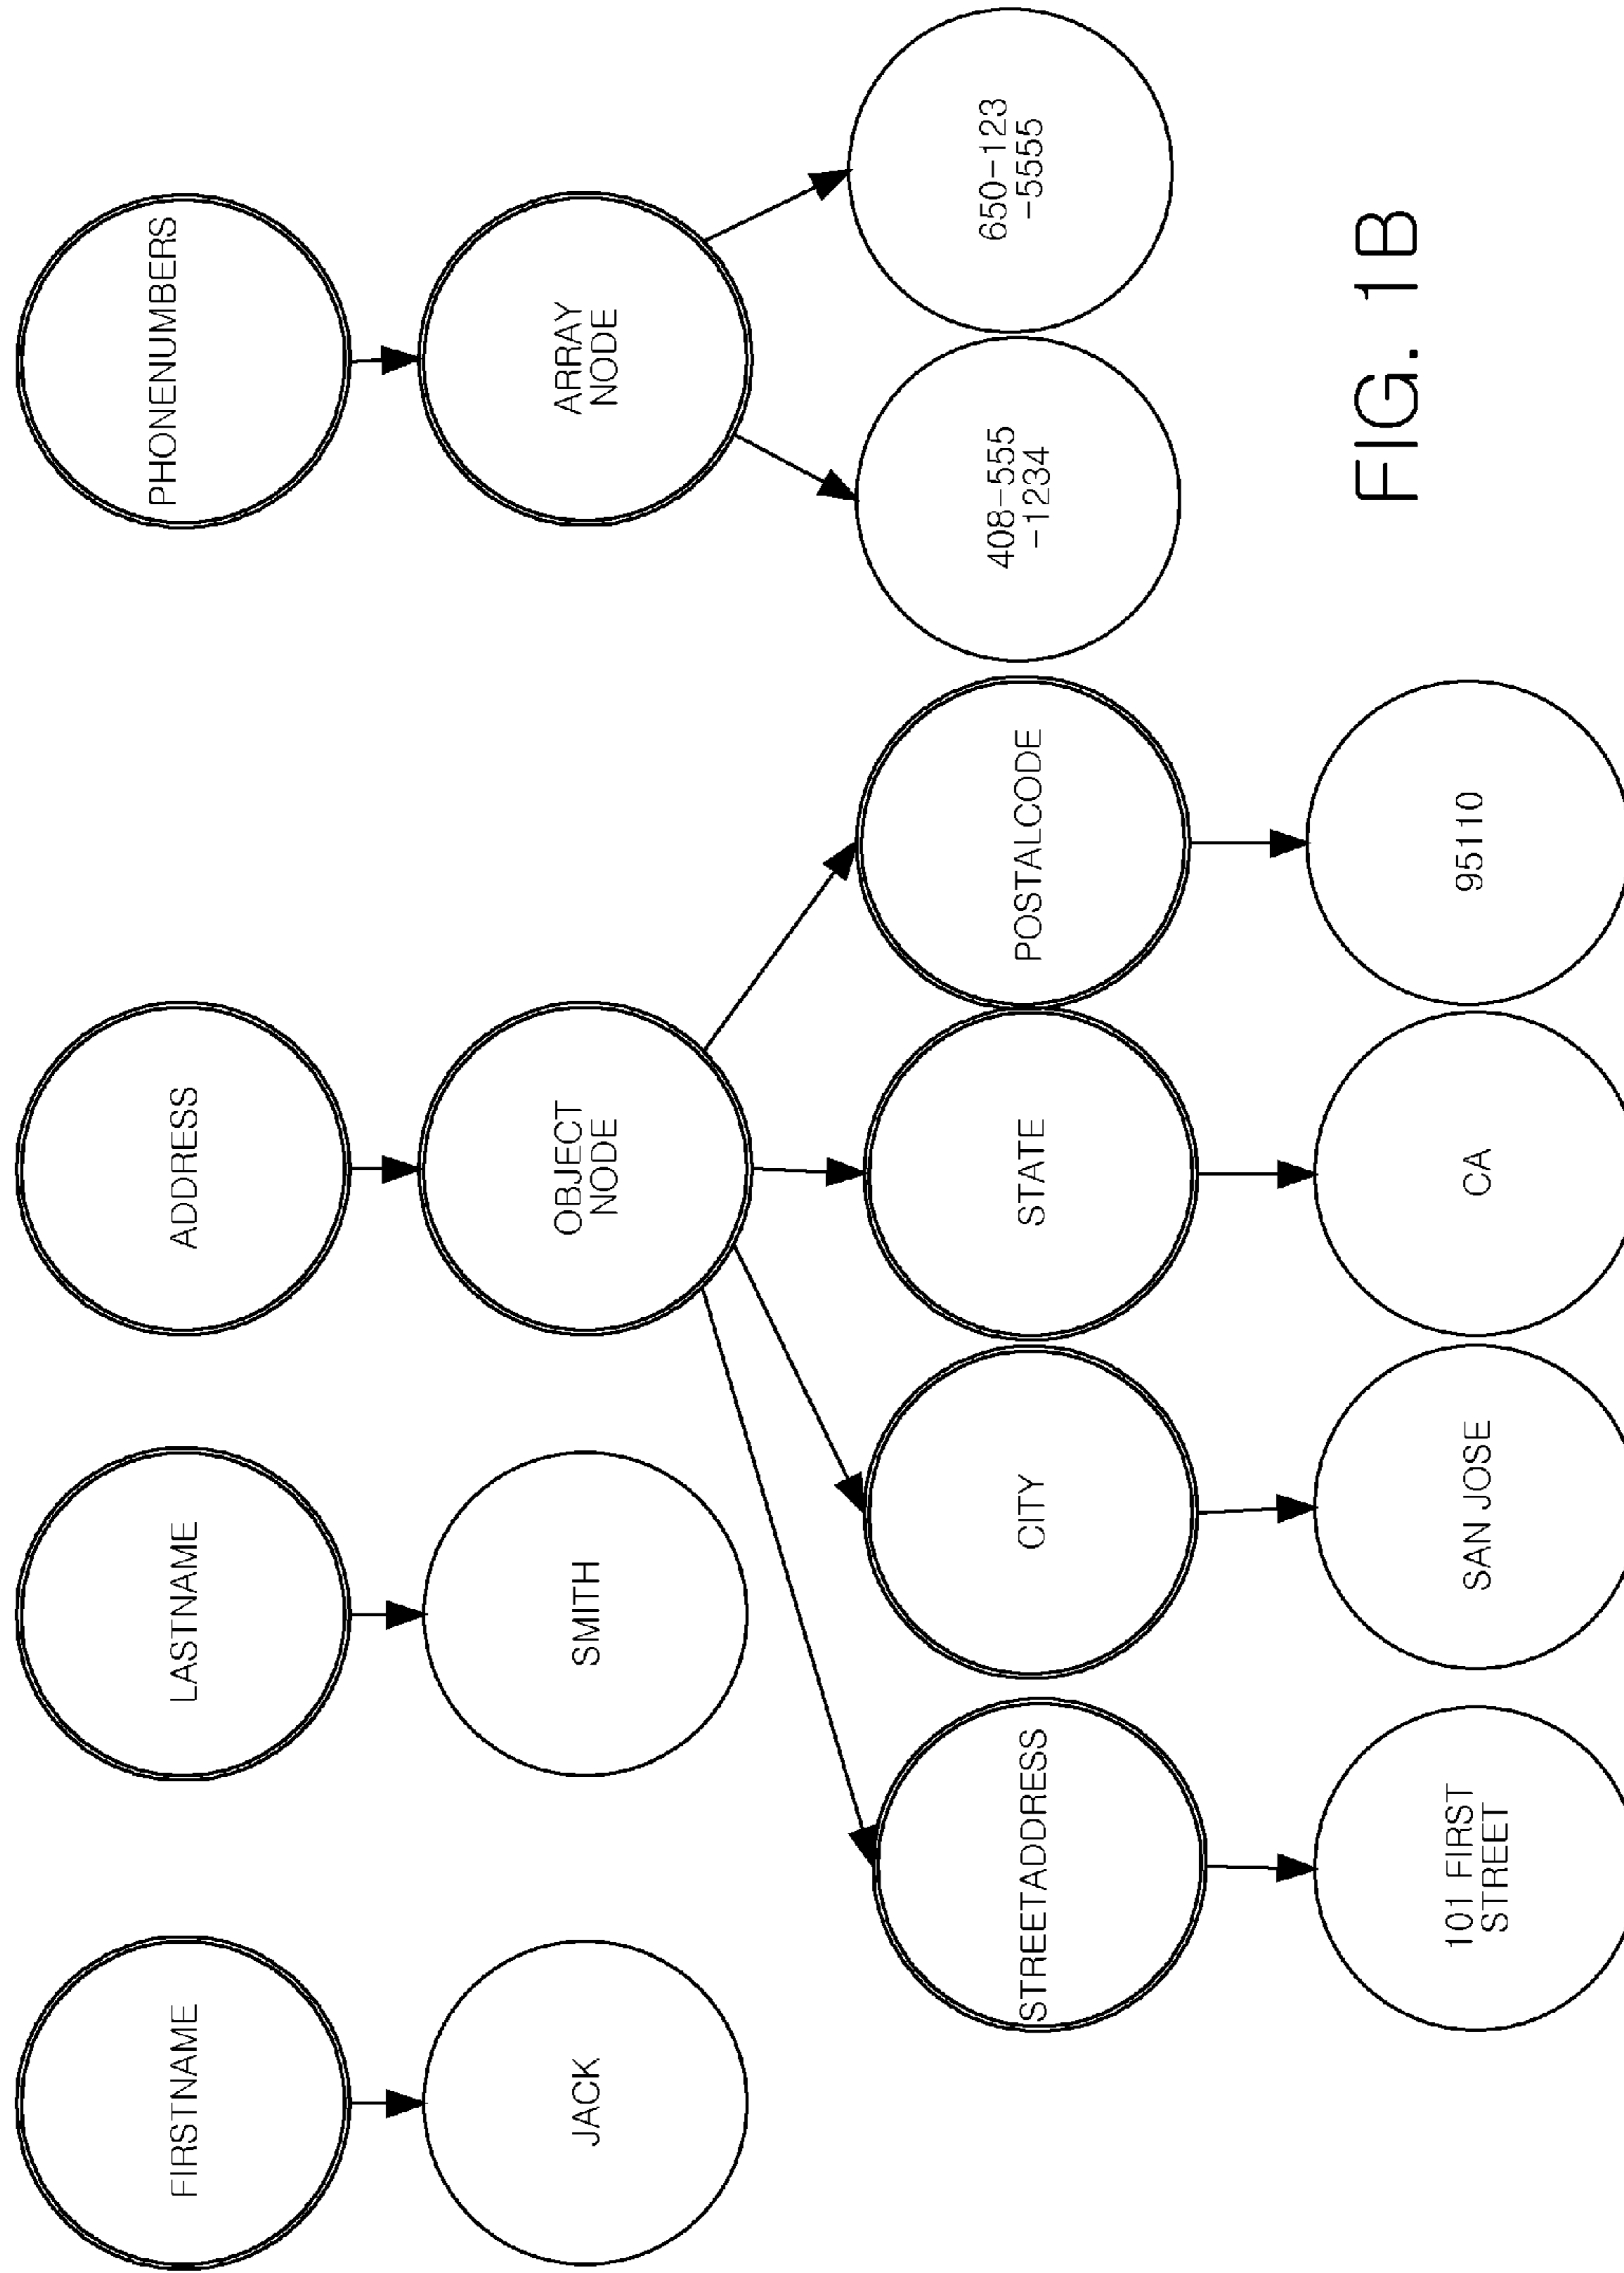 FIRSTNAME
LASTNAME
ADDRESS
PHONENUMBERS
JACK
SMITH
OBJECT
NODE
ARRAY
NODE
STREETADDRESS
CITY
STATE
POSTALCODE
408-555
-1234
650-123
-5555
101 FIRST
STREET
SAN JOSE
CA
95110
FIG. 1B